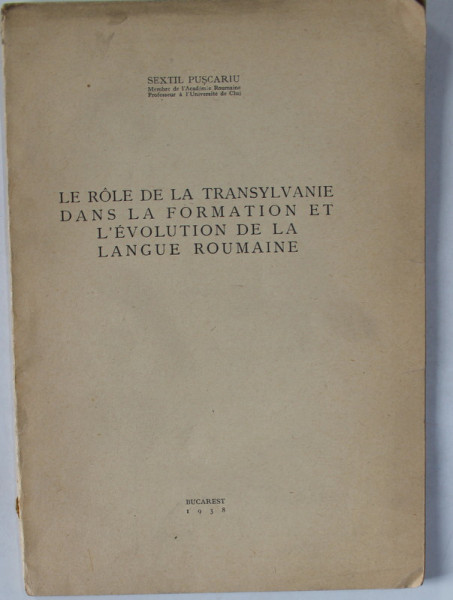 SEXTIL PUŞCARIU
Membre de l'Académie Roumaine
Professeur à l'Université de Cluj
LE RÔLE DE LA TRANSYLVANIE
DANS LA FORMATION ET
L'ÉVOLUTION DE LA
LANGUE ROUMAINE
BUCAREST
1938